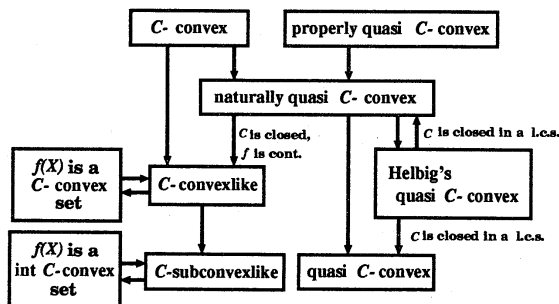 C- convex
properly quasi C- convex
naturally quasi C- convex
C is closed,
f is cont.
C is closed in a l.c.s.
f(X) is a
C- convex
set
C-convexlike
Helbig's
quasi C- convex
C is closed in a l.c.s.
f(X) is a
int C-convex
set
C-subconvexlike
quasi C- convex